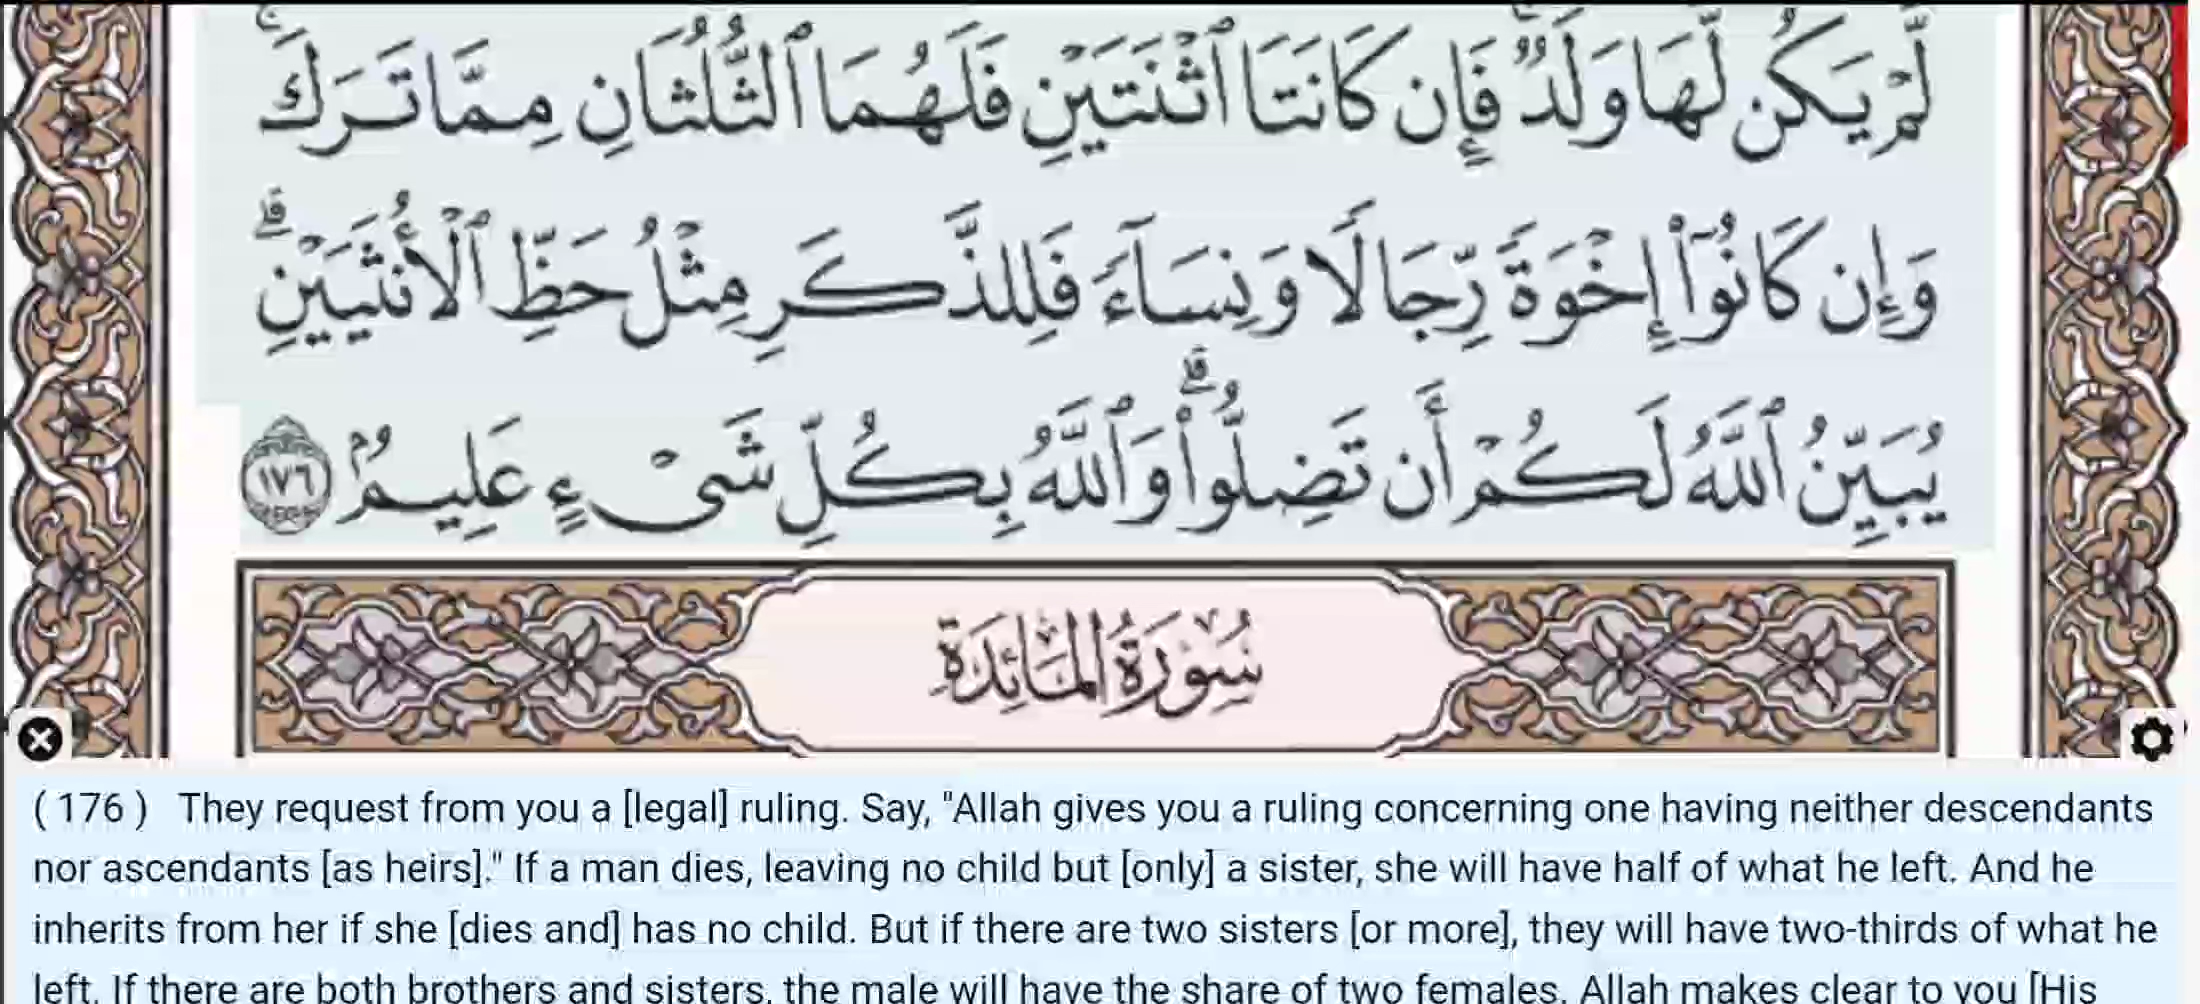 لَّمْ يَكُن لَّهَا وَلَدٌ ۚ فَإِن كَانَتَا ٱثْنَتَيْنِ فَلَهُمَا ٱلثُّلُثَانِ مِمَّا تَرَكَ ۚ
وَإِن كَانُوٓا۟ إِخْوَةً رِّجَالًا وَنِسَآءً فَلِلذَّكَرِ مِثْلُ حَظِّ ٱلْأُنثَيَيْنِ ۗ
يُبَيِّنُ ٱللَّهُ لَكُمْ أَن تَضِلُّوا۟ ۗ وَٱللَّهُ بِكُلِّ شَىْءٍ عَلِيمٌۢ ١٧٦
سُورَةُ المَائِدَةِ
( 176 ) They request from you a [legal] ruling. Say, "Allah gives you a ruling concerning one having neither descendants
nor ascendants [as heirs]." If a man dies, leaving no child but [only] a sister, she will have half of what he left. And he
inherits from her if she [dies and] has no child. But if there are two sisters [or more], they will have two-thirds of what he
left. If there are both brothers and sisters, the male will have the share of two females. Allah makes clear to you [His